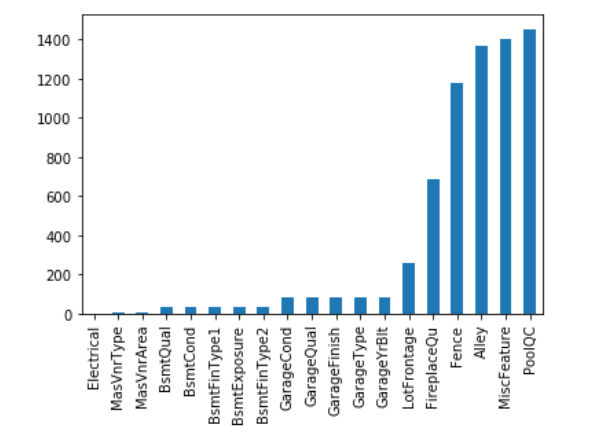 1400
1200
1000
800
600
400
200
0
Electrical
MasVnrType
MasVnrArea
BsmtQual
BsmtCond
BsmtFinType1
BsmtExposure
BsmtFinType2
GarageCond
GarageQual
GarageFinish
GarageType
GarageYrBlt
LotFrontage
FireplaceQu
Fence
Alley
MiscFeature
PoolQC